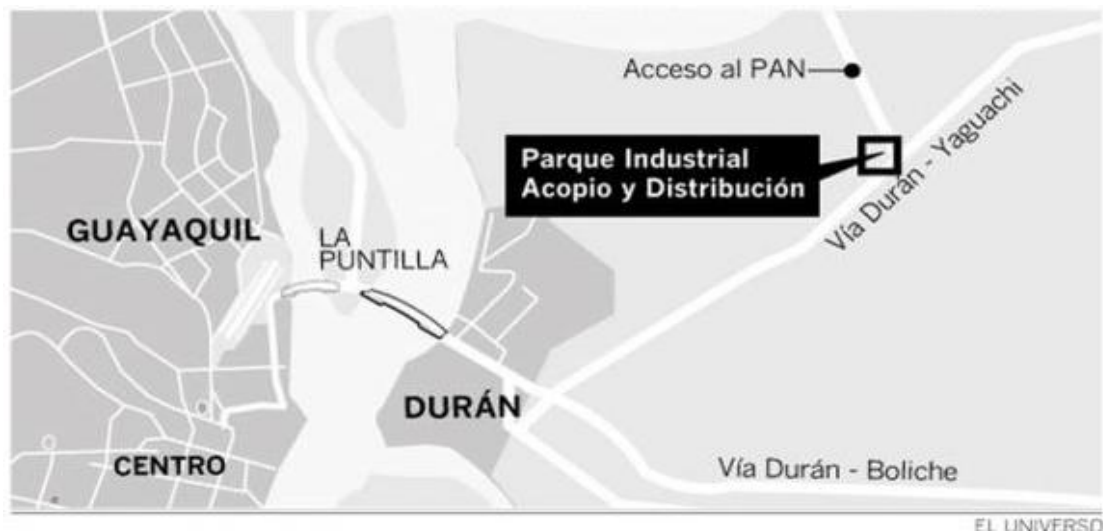 Acceso al PAN
Parque Industrial
Acopio y Distribución
Vía Durán - Yaguachi
GUAYAQUIL
LA
PUNTILLA
DURÁN
CENTRO
Vía Durán - Boliche
EL UNIVERSO